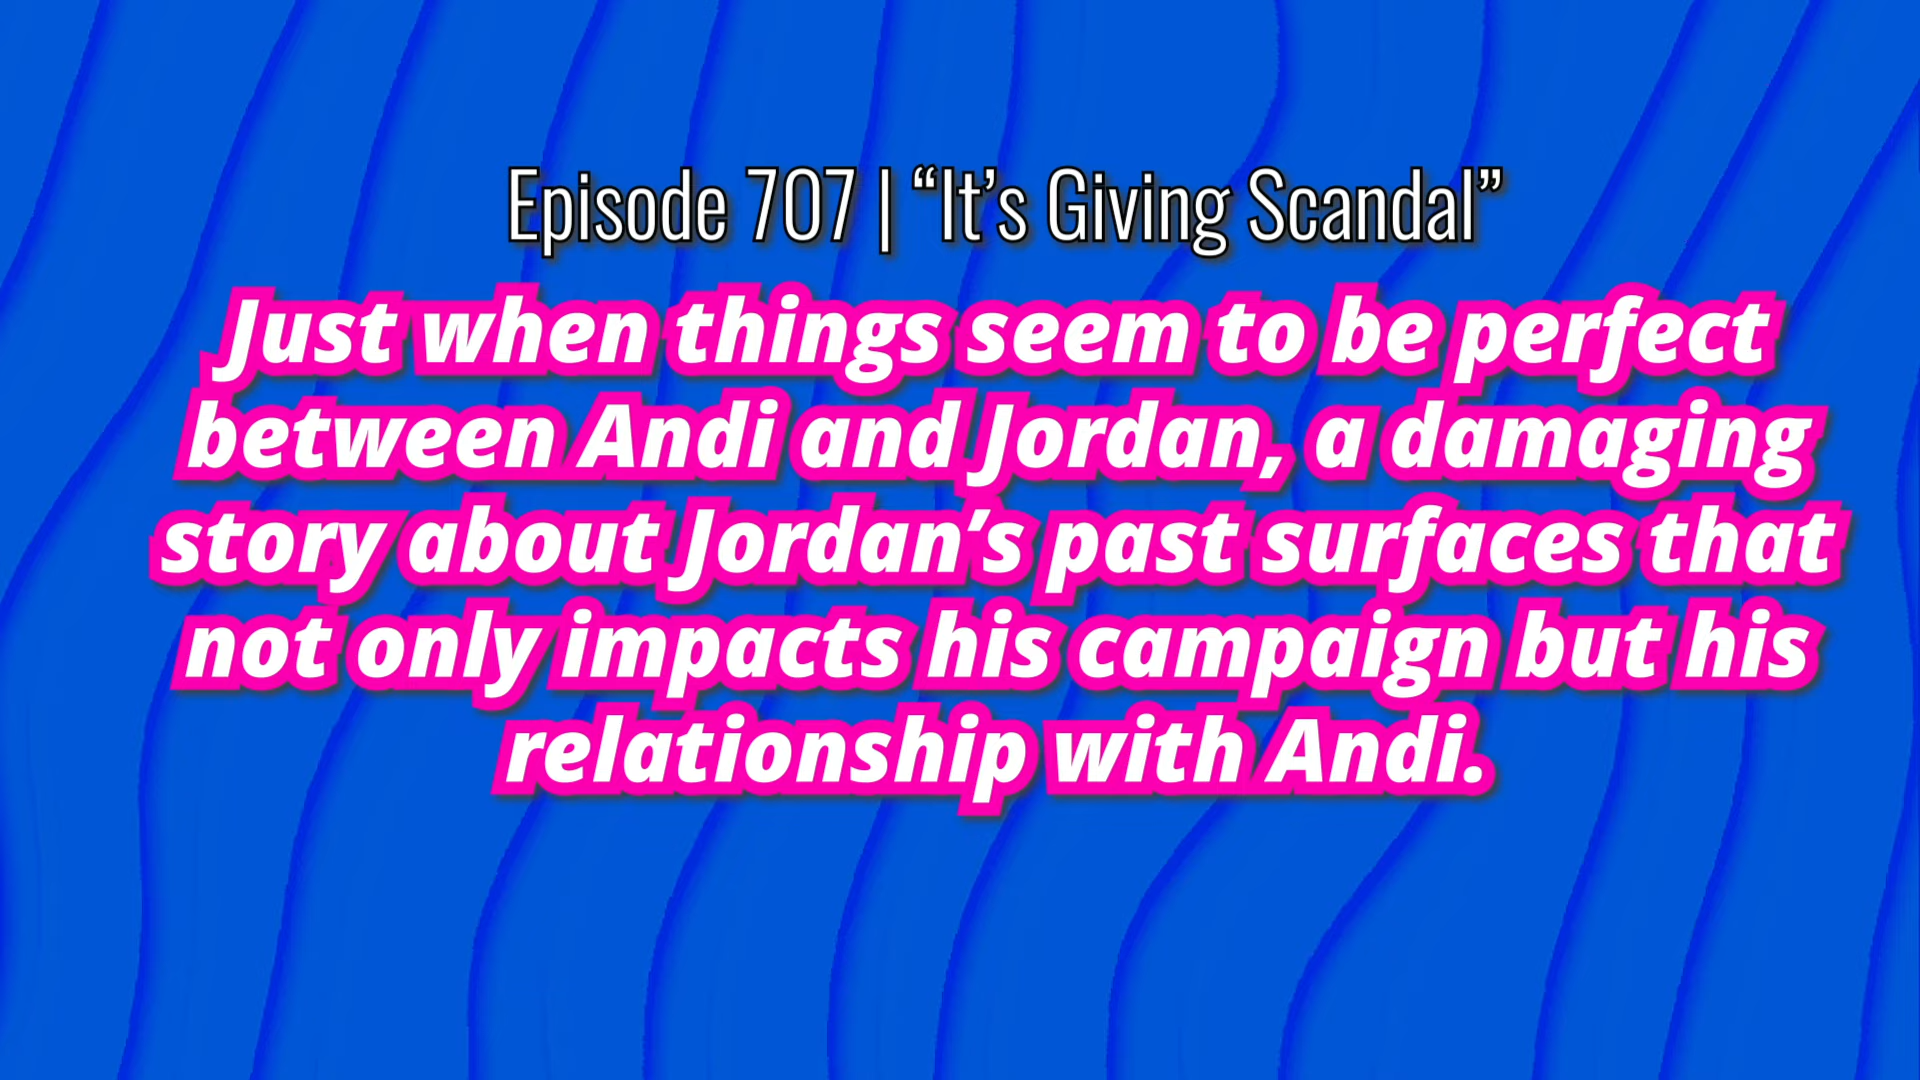 Episode 707 | “It’s Giving Scandal”
Just when things seem to be perfect
between Andi and Jordan, a damaging
story about Jordan’s past surfaces that
not only impacts his campaign but his
relationship with Andi.